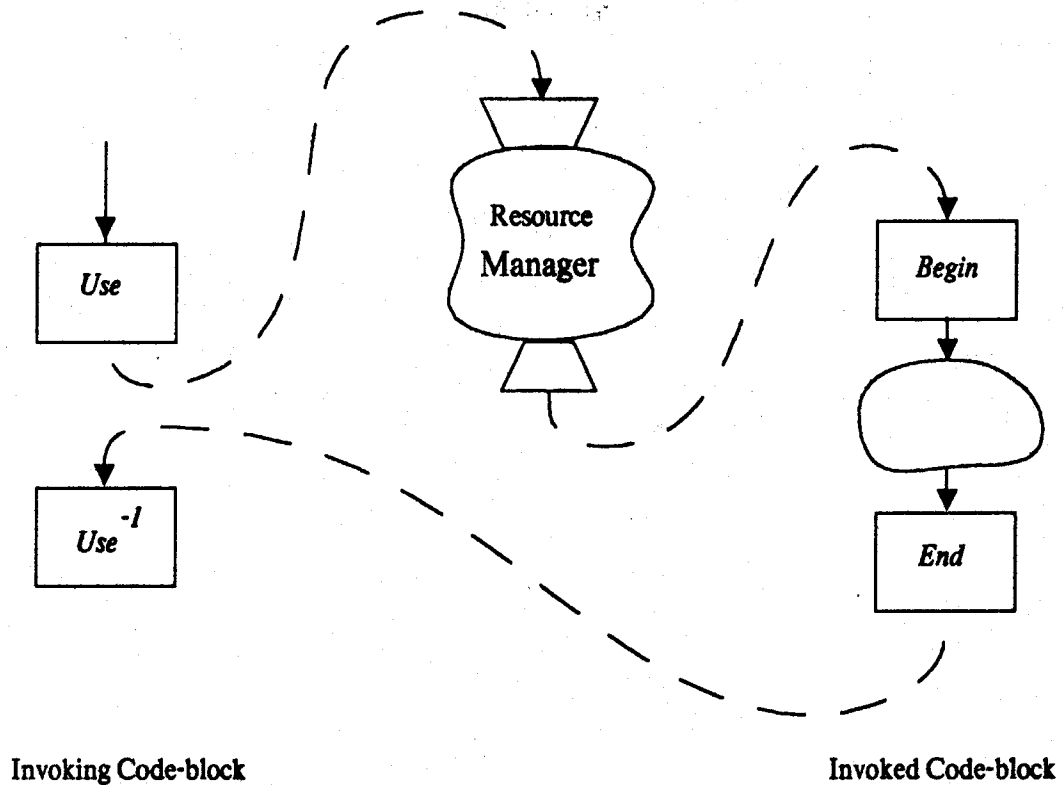 Resource
Manager
Use
Begin
Use⁻¹
End
Invoking Code-block
Invoked Code-block